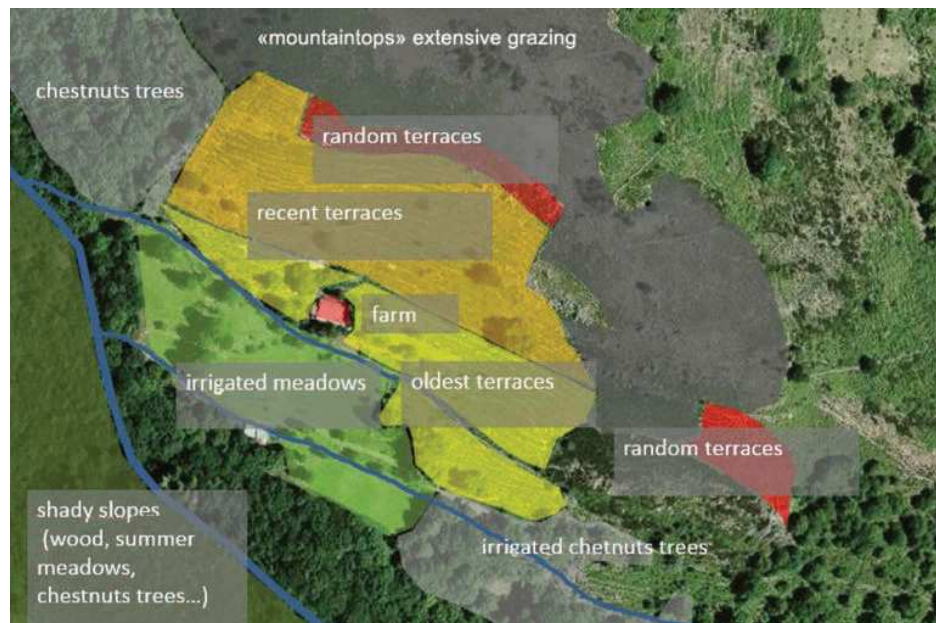 «mountaintops» extensive grazing
chestnuts trees
random terraces
recent terraces
farm
irrigated meadows
oldest terraces
random terraces
shady slopes
(wood, summer
meadows,
chestnuts trees...)
irrigated chetnuts trees